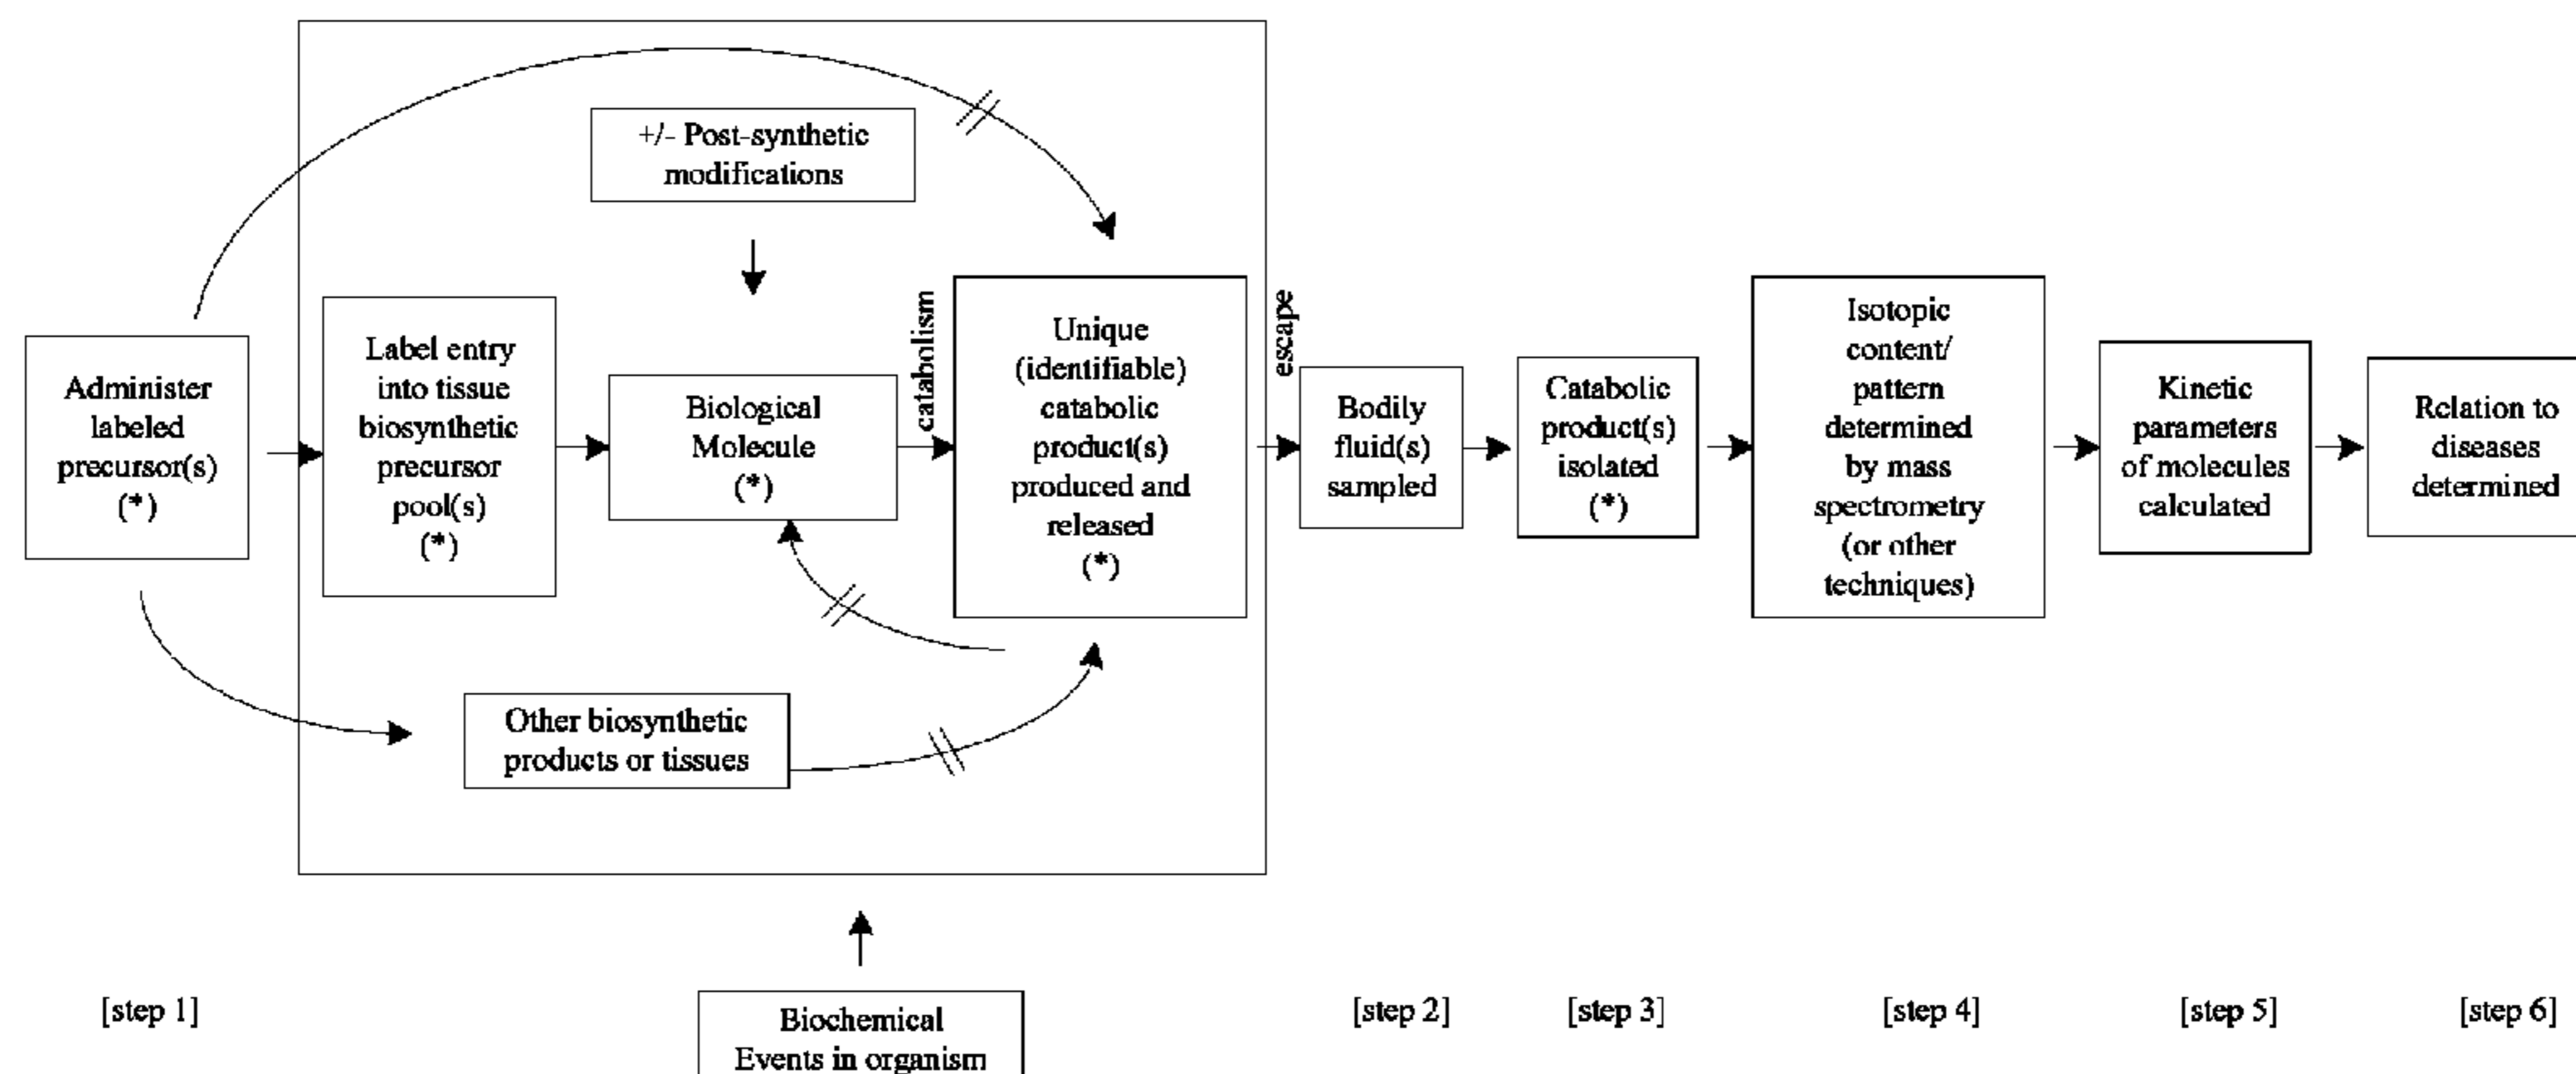 +/- Post-synthetic
modifications
Administer
labeled
precursor(s)
(*)
Label entry
into tissue
biosynthetic
precursor
pool(s)
(*)
Biological
Molecule
(*)
catabolism
Unique
(identifiable)
catabolic
product(s)
produced and
released
(*)
escape
Bodily
fluid(s)
sampled
Catabolic
product(s)
isolated
(*)
Isotopic
content/
pattern
determined
by mass
spectrometry
(or other
techniques)
Kinetic
parameters
of molecules
calculated
Relation to
diseases
determined
Other biosynthetic
products or tissues
[step 1]
[step 2]
[step 3]
[step 4]
[step 5]
[step 6]
Biochemical
Events in organism